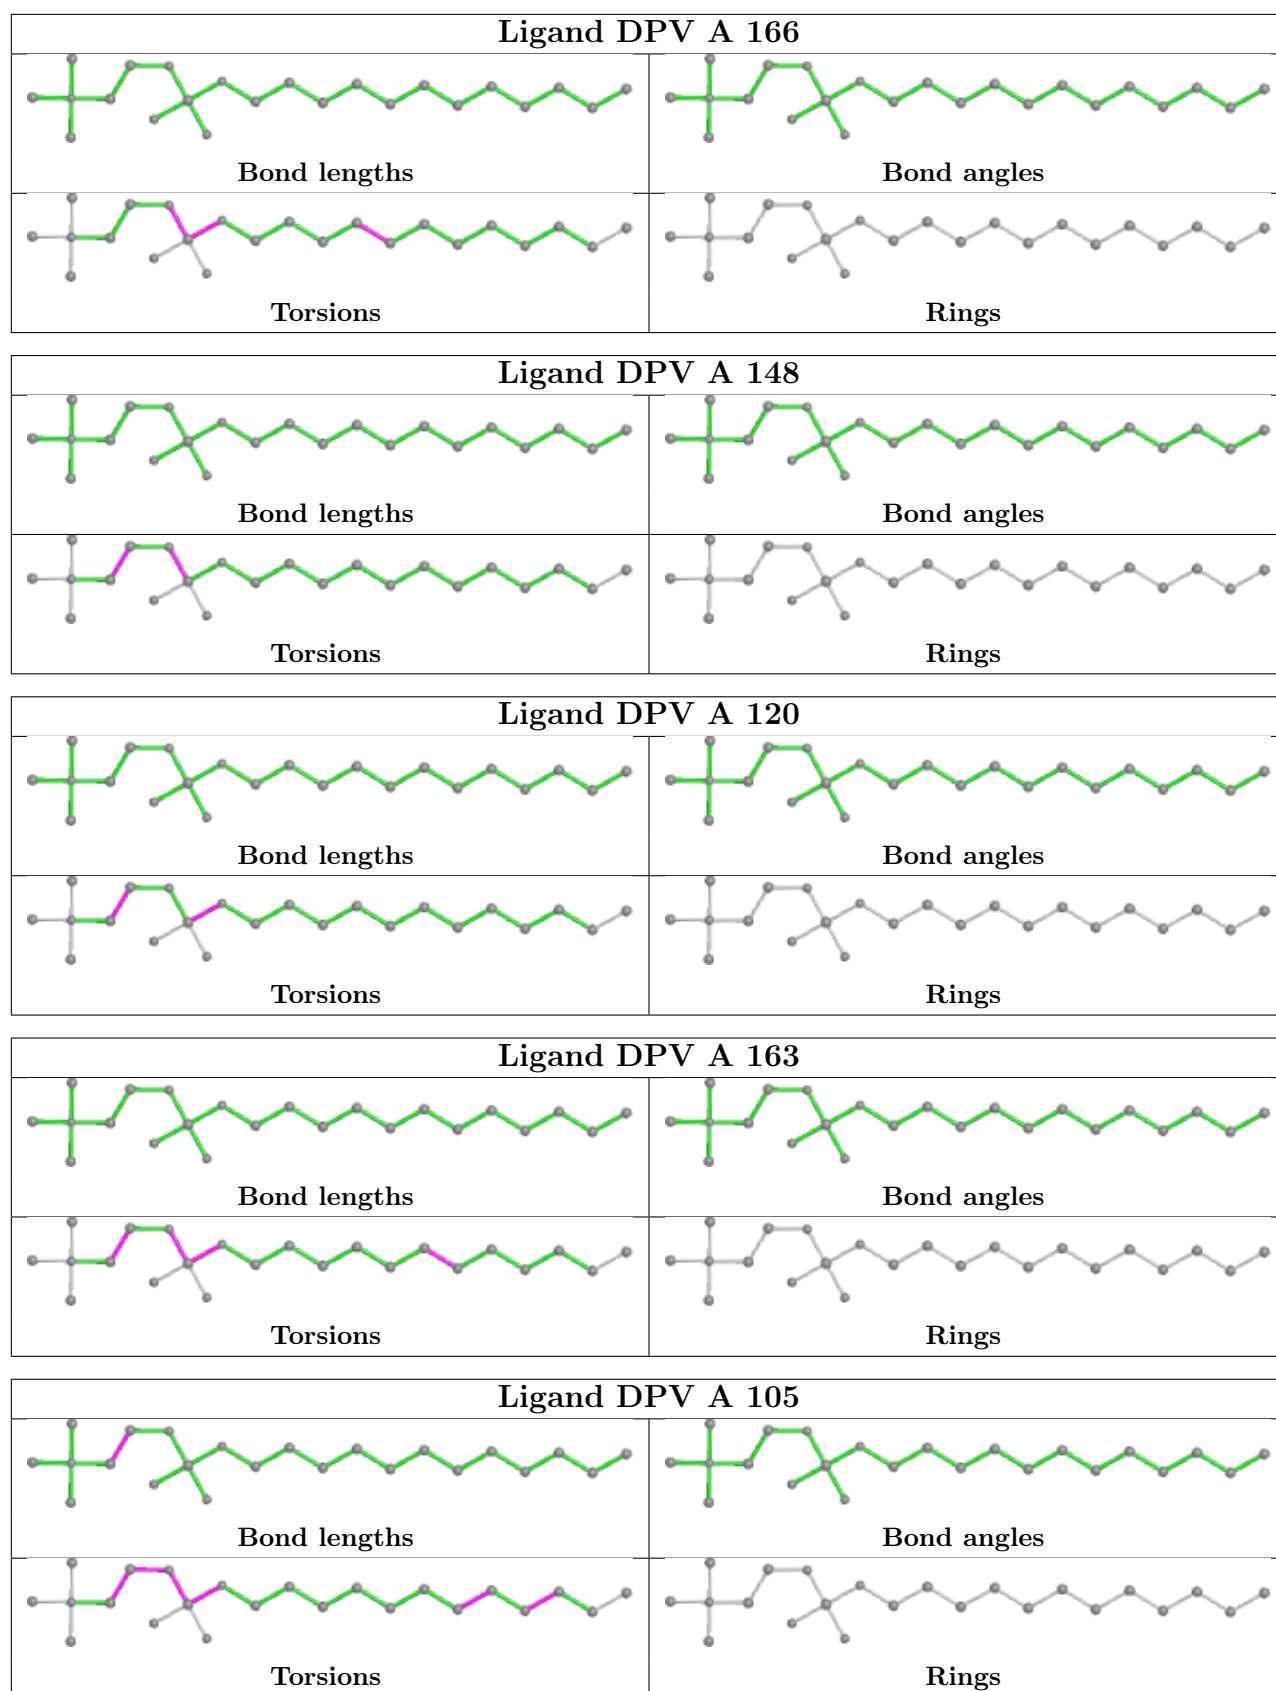 Ligand DPV A 166
Bond lengths
Bond angles
Torsions
Rings
Ligand DPV A 148
Bond lengths
Bond angles
Torsions
Rings
Ligand DPV A 120
Bond lengths
Bond angles
Torsions
Rings
Ligand DPV A 163
Bond lengths
Bond angles
Torsions
Rings
Ligand DPV A 105
Bond lengths
Bond angles
Torsions
Rings